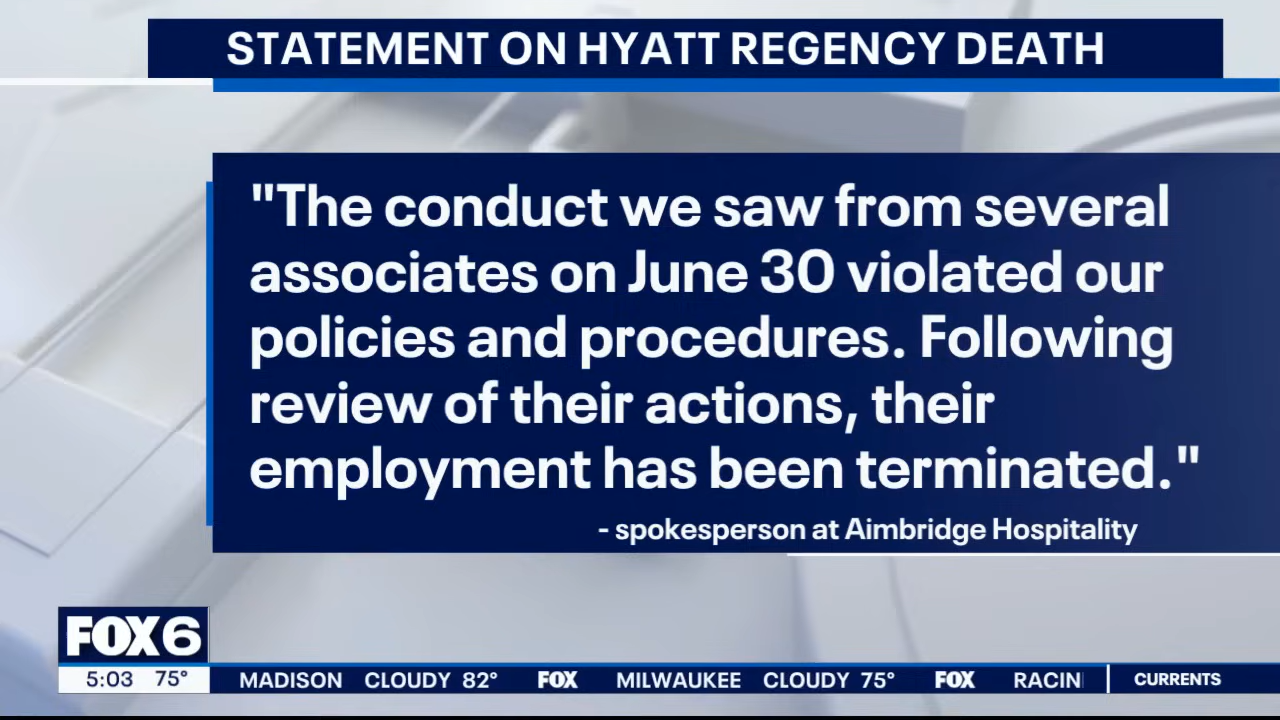 STATEMENT ON HYATT REGENCY DEATH
"The conduct we saw from several
associates on June 30 violated our
policies and procedures. Following
review of their actions, their
employment has been terminated."
- spokesperson at Aimbridge Hospitality
FOX6
5:03 75° MADISON CLOUDY 82° FOX MILWAUKEE CLOUDY 75° FOX RACIN CURRENTS